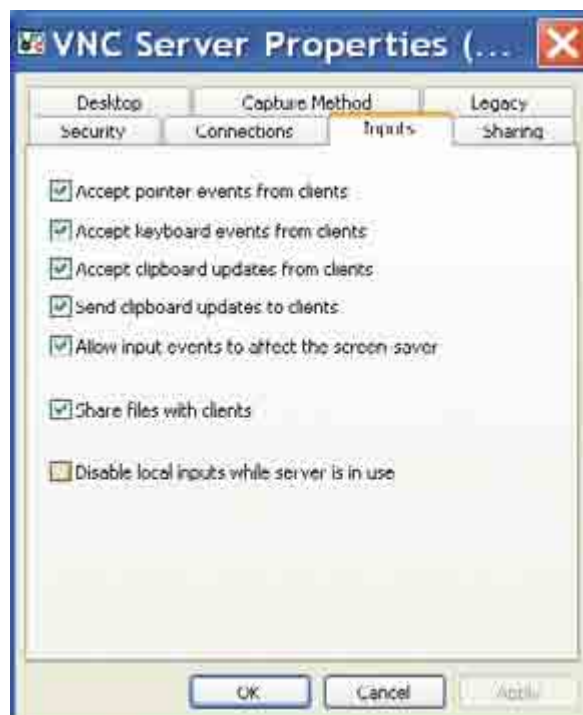 VNC Server Properties (...
Desktop Capture Method Legacy
Security Connections Inputs Sharing
Accept pointer events from clients
Accept keyboard events from clients
Accept clipboard updates from clients
Send clipboard updates to clients
Allow input events to affect the screen-saver
Share files with clients
Disable local inputs while server is in use
OK Cancel Apply